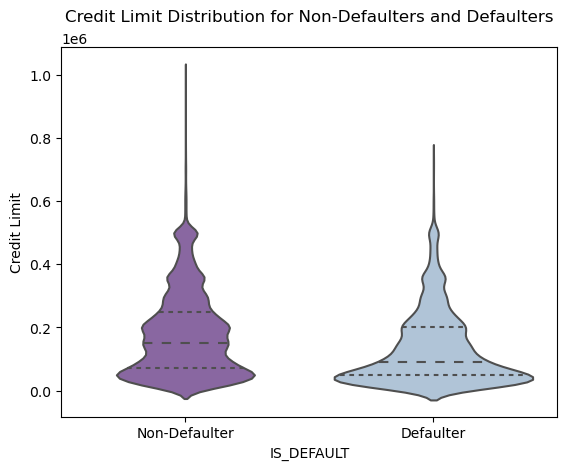 Credit Limit Distribution for Non-Defaulters and Defaulters
1e6
1.0
0.8
0.6
0.4
0.2
0.0
Credit Limit
Non-Defaulter
Defaulter
IS_DEFAULT